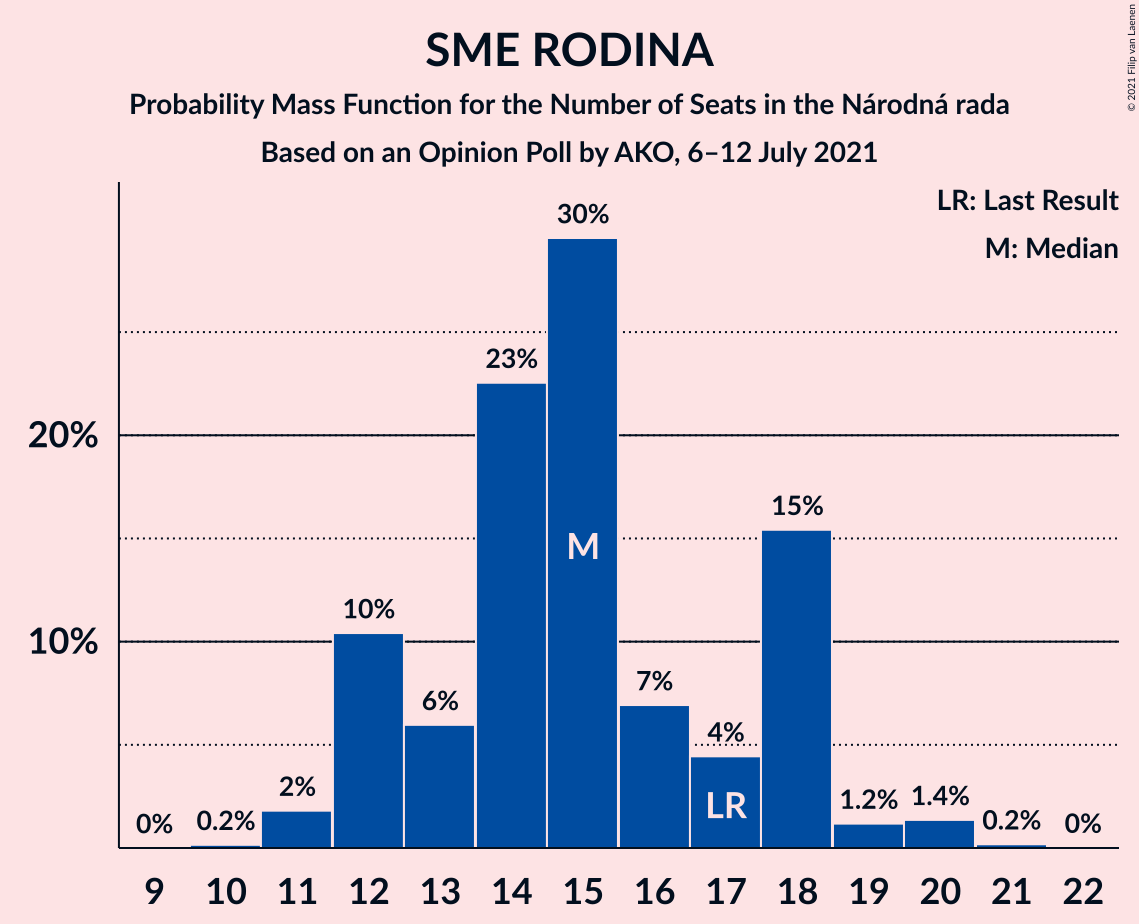 SME RODINA
Probability Mass Function for the Number of Seats in the Národná rada
Based on an Opinion Poll by AKO, 6–12 July 2021
© 2021 Filip van Laenen
LR: Last Result
M: Median
30%
23%
20%
15%
M
10%
10%
6%
7%
4%
LR
2%
0%
0.2%
1.2%
1.4%
0.2%
0%
9 10 11 12 13 14 15 16 17 18 19 20 21 22